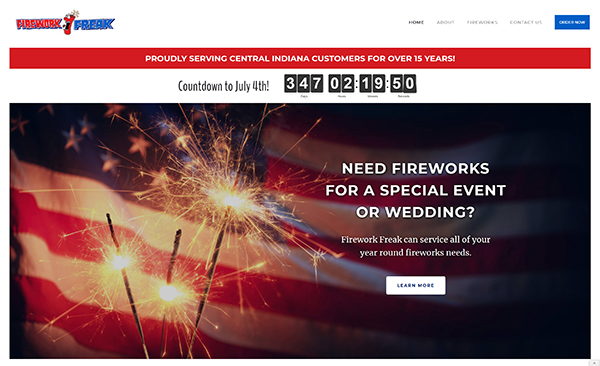 FIREWORK FREAK
HOME ABOUT FIREWORKS CONTACT US ORDER NOW
PROUDLY SERVING CENTRAL INDIANA CUSTOMERS FOR OVER 15 YEARS!
Countdown to July 4th! 347 02:19:50
Days Hours Minutes Seconds
NEED FIREWORKS
FOR A SPECIAL EVENT
OR WEDDING?
Firework Freak can service all of your
year round fireworks needs.
LEARN MORE